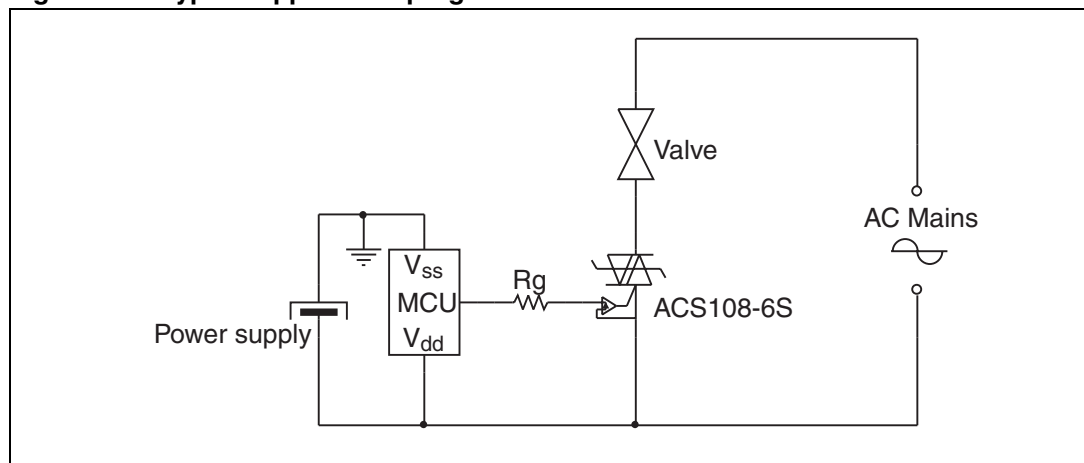 Valve
AC Mains
Vss
MCU
Vdd
Rg
ACS108-6S
Power supply